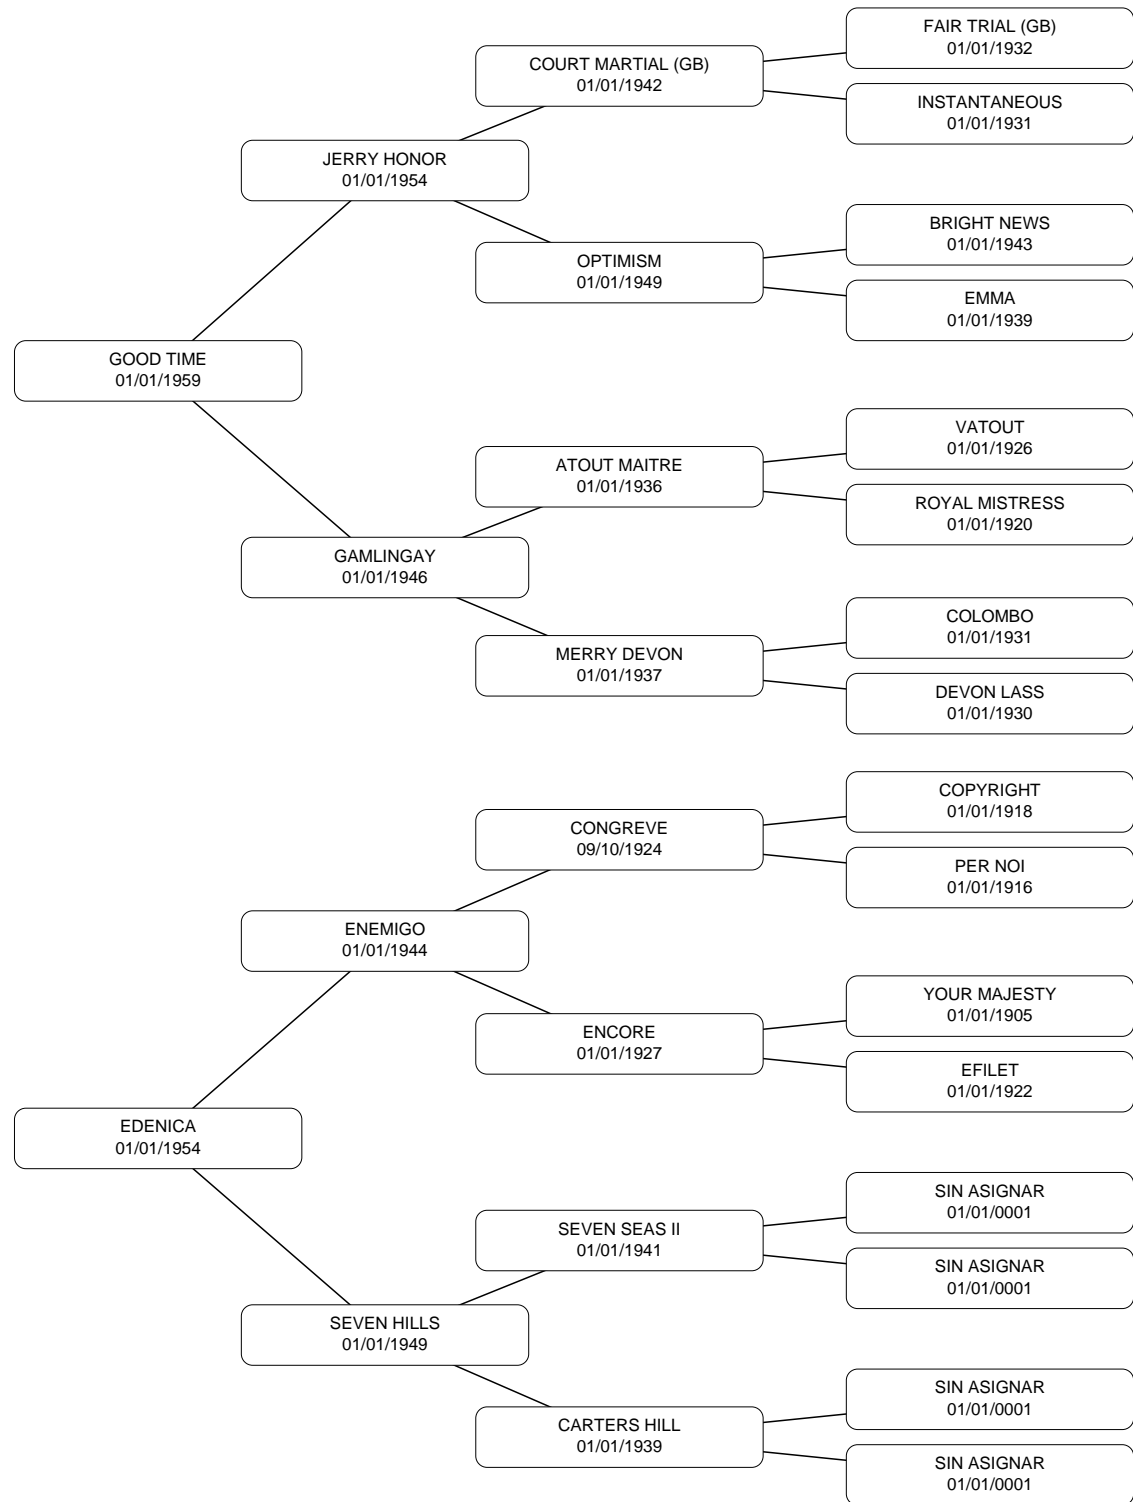 FAIR TRIAL (GB)
01/01/1932
COURT MARTIAL (GB)
01/01/1942
INSTANTANEOUS
01/01/1931
JERRY HONOR
01/01/1954
BRIGHT NEWS
01/01/1943
OPTIMISM
01/01/1949
EMMA
01/01/1939
GOOD TIME
01/01/1959
VATOUT
01/01/1926
ATOUT MAITRE
01/01/1936
ROYAL MISTRESS
01/01/1920
GAMLINGAY
01/01/1946
COLOMBO
01/01/1931
MERRY DEVON
01/01/1937
DEVON LASS
01/01/1930
COPYRIGHT
01/01/1918
CONGREVE
09/10/1924
PER NOI
01/01/1916
ENEMIGO
01/01/1944
YOUR MAJESTY
01/01/1905
ENCORE
01/01/1927
EFILET
01/01/1922
EDENICA
01/01/1954
SIN ASIGNAR
01/01/0001
SEVEN SEAS II
01/01/1941
SIN ASIGNAR
01/01/0001
SEVEN HILLS
01/01/1949
SIN ASIGNAR
01/01/0001
CARTERS HILL
01/01/1939
SIN ASIGNAR
01/01/0001